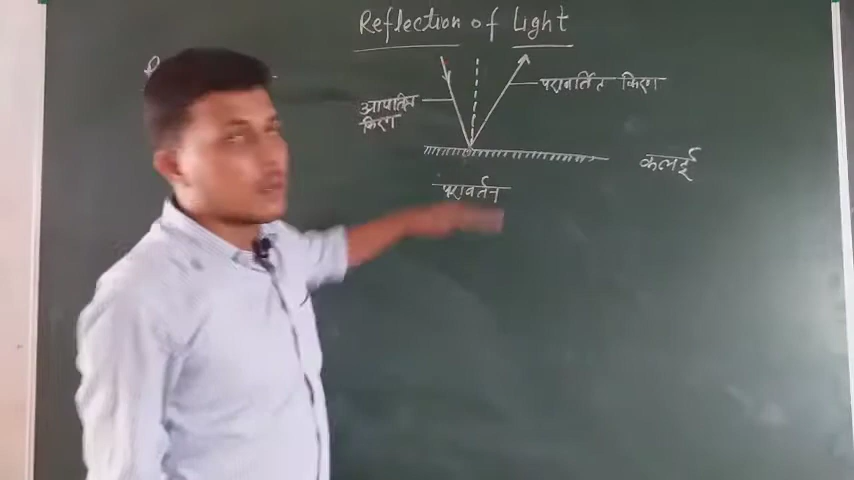 Reflection of Light
परावर्तित किरण
आपतित
किरण
कलई
परावर्तन